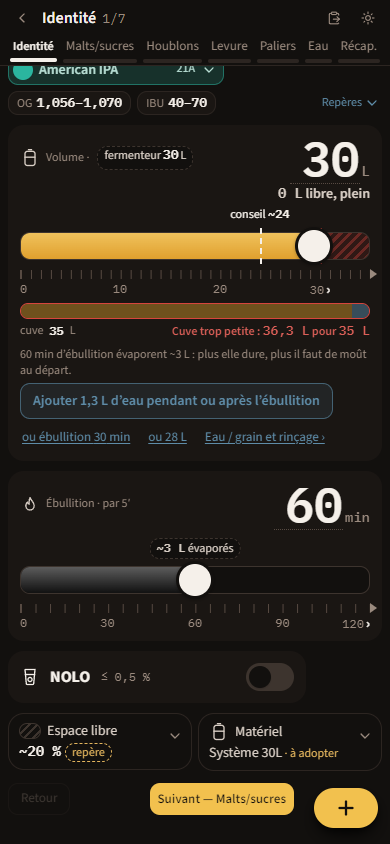 Identité 1/7
Identité Malts/sucres Houblons Levure Paliers Eau Récap.
American IPA 21A
OG 1,056–1,070 IBU 40–70 Repères
Volume · fermenteur 30 L 30 L
0 L libre, plein
conseil ~24
0 10 20 30 ›
cuve 35 L Cuve trop petite : 36,3 L pour 35 L
60 min d'ébullition évaporent ~3 L : plus elle dure, plus il faut de moût
au départ.
Ajouter 1,3 L d'eau pendant ou après l'ébullition
ou ébullition 30 min ou 28 L Eau / grain et rinçage ›
Ébullition · par 5' 60 min
~3 L évaporés
0 30 60 90 120 ›
NOLO ≤ 0,5 %
Espace libre
~20 % repère
Matériel
Système 30L · à adopter
Retour Suivant — Malts/sucres +